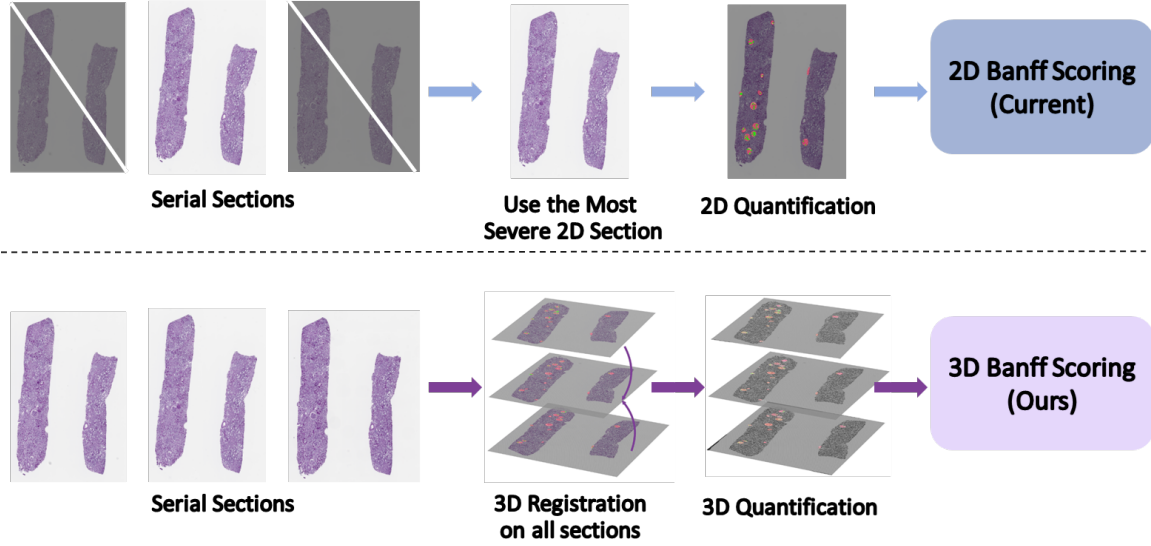 Serial Sections
Use the Most
Severe 2D Section
2D Quantification
2D Banff Scoring
(Current)
Serial Sections
3D Registration
on all sections
3D Quantification
3D Banff Scoring
(Ours)